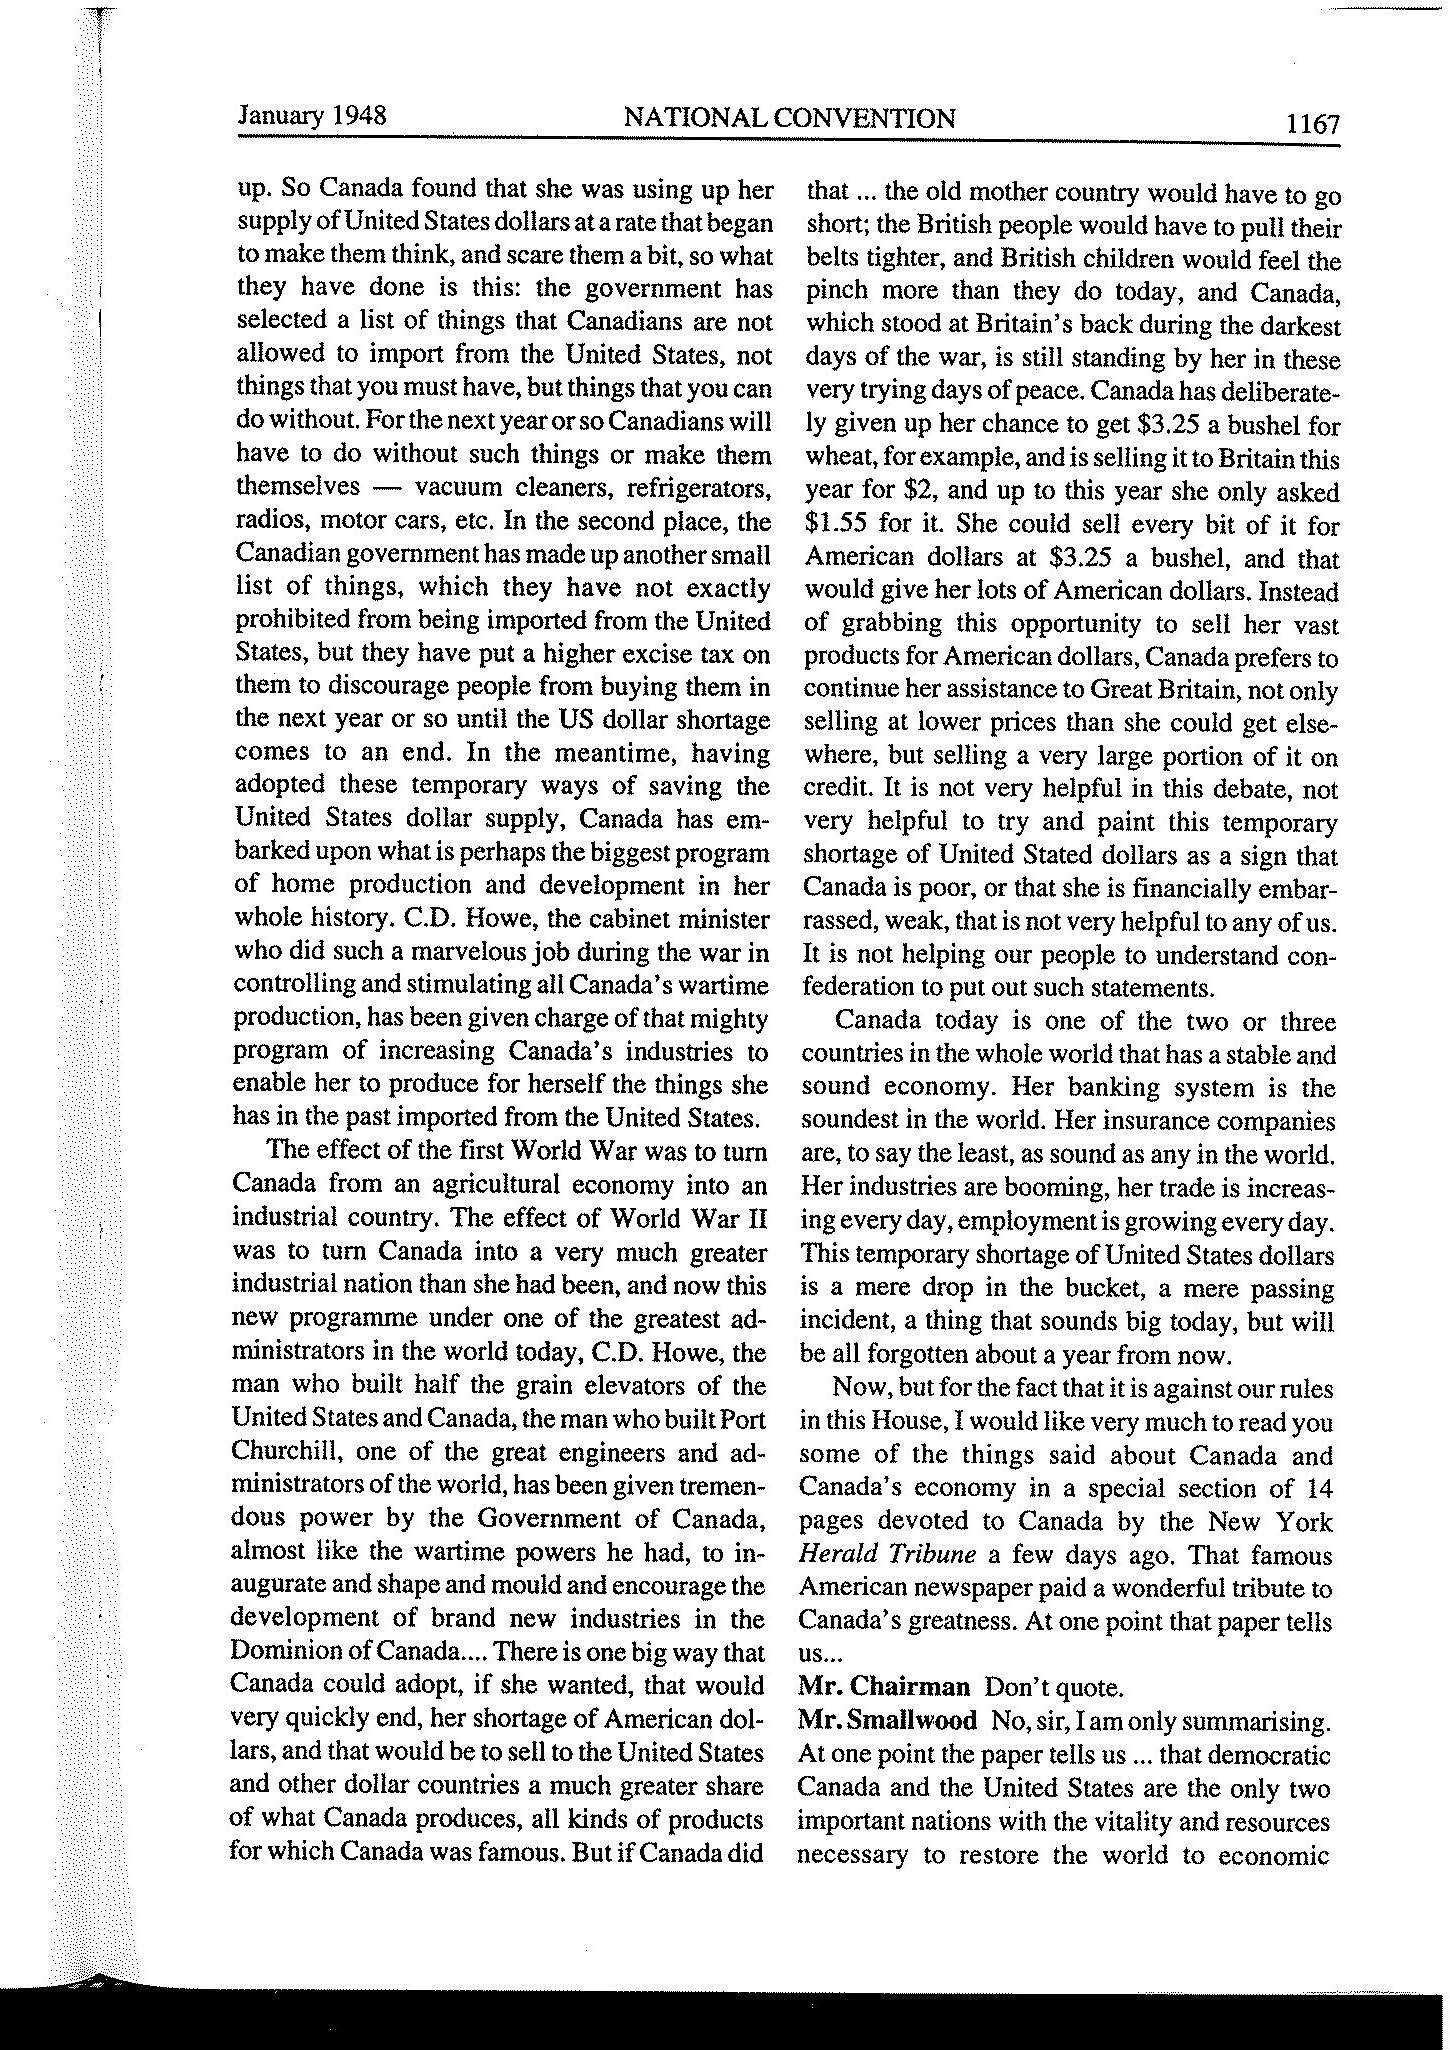 January 1948 NATIONAL CONVENTION 1167
up. So Canada found that she was using up her
supply of United States dollars at a rate that began
to make them think, and scare them a bit, so what
they have done is this: the government has
selected a list of things that Canadians are not
allowed to import from the United States, not
things that you must have, but things that you can
do without. For the next year or so Canadians will
have to do without such things or make them
themselves — vacuum cleaners, refrigerators,
radios, motor cars, etc. In the second place, the
Canadian government has made up another small
list of things, which they have not exactly
prohibited from being imported from the United
States, but they have put a higher excise tax on
them to discourage people from buying them in
the next year or so until the US dollar shortage
comes to an end. In the meantime, having
adopted these temporary ways of saving the
United States dollar supply, Canada has em-
barked upon what is perhaps the biggest program
of home production and development in her
whole history. C.D. Howe, the cabinet minister
who did such a marvelous job during the war in
controlling and stimulating all Canada's wartime
production, has been given charge of that mighty
program of increasing Canada's industries to
enable her to produce for herself the things she
has in the past imported from the United States.
The effect of the first World War was to turn
Canada from an agricultural economy into an
industrial country. The effect of World War II
was to turn Canada into a very much greater
industrial nation than she had been, and now this
new programme under one of the greatest ad-
ministrators in the world today, C.D. Howe, the
man who built half the grain elevators of the
United States and Canada, the man who built Port
Churchill, one of the great engineers and ad-
ministrators of the world, has been given tremen-
dous power by the Government of Canada,
almost like the wartime powers he had, to in-
augurate and shape and mould and encourage the
development of brand new industries in the
Dominion of Canada.... There is one big way that
Canada could adopt, if she wanted, that would
very quickly end, her shortage of American dol-
lars, and that would be to sell to the United States
and other dollar countries a much greater share
of what Canada produces, all kinds of products
for which Canada was famous. But if Canada did
that ... the old mother country would have to go
short; the British people would have to pull their
belts tighter, and British children would feel the
pinch more than they do today, and Canada,
which stood at Britain's back during the darkest
days of the war, is still standing by her in these
very trying days of peace. Canada has deliberate-
ly given up her chance to get $3.25 a bushel for
wheat, for example, and is selling it to Britain this
year for $2, and up to this year she only asked
$1.55 for it. She could sell every bit of it for
American dollars at $3.25 a bushel, and that
would give her lots of American dollars. Instead
of grabbing this opportunity to sell her vast
products for American dollars, Canada prefers to
continue her assistance to Great Britain, not only
selling at lower prices than she could get else-
where, but selling a very large portion of it on
credit. It is not very helpful in this debate, not
very helpful to try and paint this temporary
shortage of United Stated dollars as a sign that
Canada is poor, or that she is financially embar-
rassed, weak, that is not very helpful to any of us.
It is not helping our people to understand con-
federation to put out such statements.
Canada today is one of the two or three
countries in the whole world that has a stable and
sound economy. Her banking system is the
soundest in the world. Her insurance companies
are, to say the least, as sound as any in the world.
Her industries are booming, her trade is increas-
ing every day, employment is growing every day.
This temporary shortage of United States dollars
is a mere drop in the bucket, a mere passing
incident, a thing that sounds big today, but will
be all forgotten about a year from now.
Now, but for the fact that it is against our rules
in this House, I would like very much to read you
some of the things said about Canada and
Canada's economy in a special section of 14
pages devoted to Canada by the New York
Herald Tribune a few days ago. That famous
American newspaper paid a wonderful tribute to
Canada's greatness. At one point that paper tells
us...
Mr. Chairman Don't quote.
Mr. Smallwood No, sir, I am only summarising.
At one point the paper tells us ... that democratic
Canada and the United States are the only two
important nations with the vitality and resources
necessary to restore the world to economic